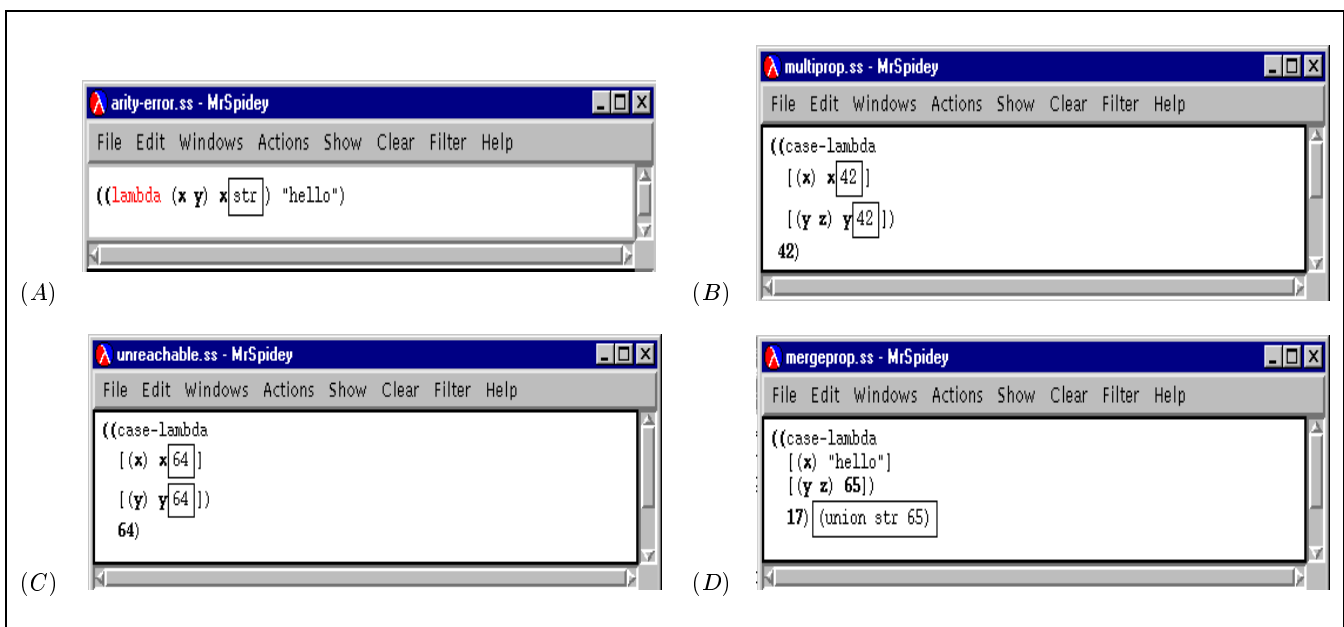 arity-error.ss - MrSpidey
File Edit Windows Actions Show Clear Filter Help
((lambda (x y) x str) "hello")
(A)
multiprop.ss - MrSpidey
File Edit Windows Actions Show Clear Filter Help
((case-lambda
[(x) x 42]
[(y z) y 42])
42)
(B)
unreachable.ss - MrSpidey
File Edit Windows Actions Show Clear Filter Help
((case-lambda
[(x) x 64]
[(y) y 64])
64)
(C)
mergeprop.ss - MrSpidey
File Edit Windows Actions Show Clear Filter Help
((case-lambda
[(x) "hello"]
[(y z) 65])
17) (union str 65)
(D)